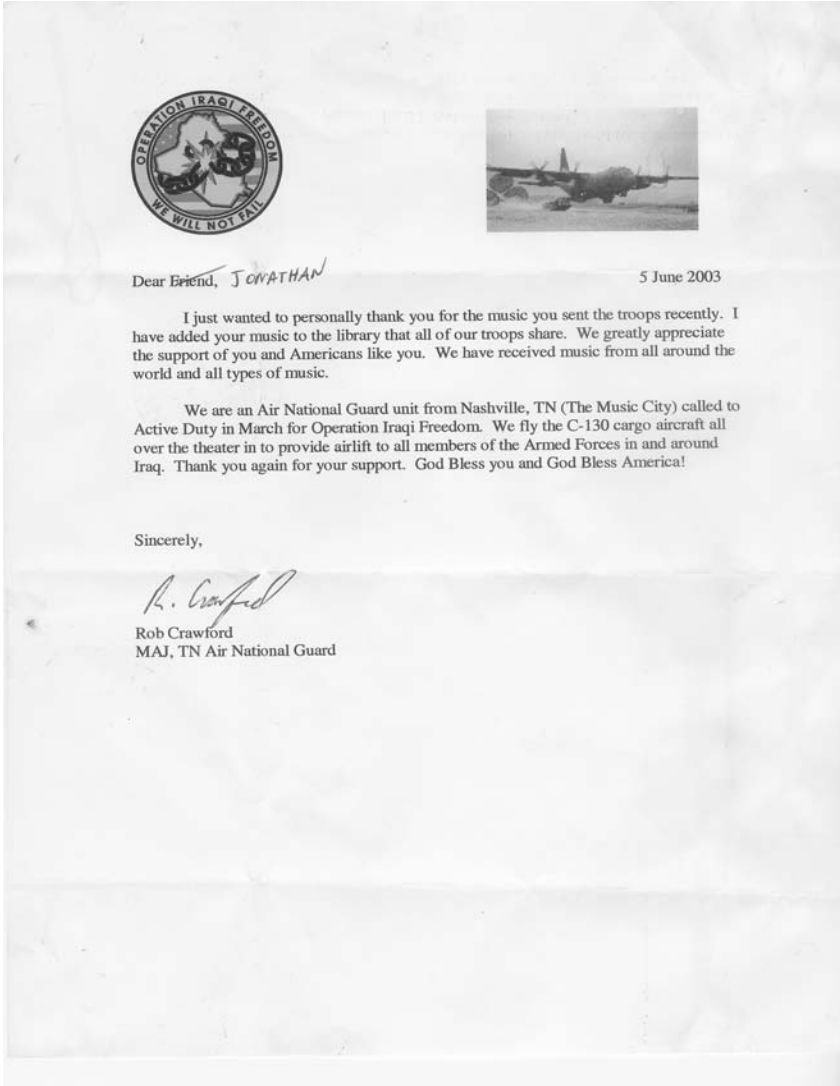 OPERATION IRAQI FREEDOM
WE WILL NOT FAIL
Dear Friend, JONATHAN
5 June 2003
I just wanted to personally thank you for the music you sent the troops recently. I
have added your music to the library that all of our troops share. We greatly appreciate
the support of you and Americans like you. We have received music from all around the
world and all types of music.
We are an Air National Guard unit from Nashville, TN (The Music City) called to
Active Duty in March for Operation Iraqi Freedom. We fly the C-130 cargo aircraft all
over the theater in to provide airlift to all members of the Armed Forces in and around
Iraq. Thank you again for your support. God Bless you and God Bless America!
Sincerely,
R. Crawford
Rob Crawford
MAJ, TN Air National Guard